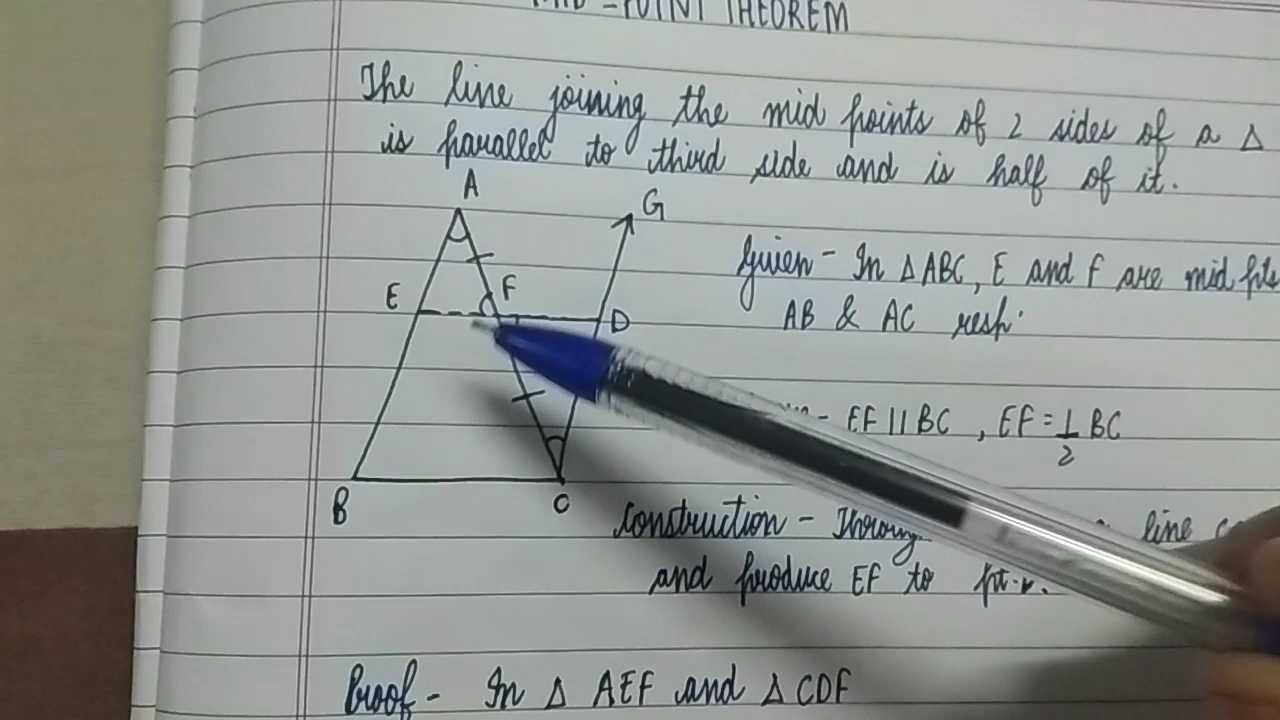 MID-POINT THEOREM
The line joining the mid points of 2 sides of a Δ
is parallel to third side and is half of it.
A
G
E
F
D
B
C
Given - In ΔABC, E and F are mid pts
AB & AC resp.
- EF || BC, EF = 1/2 BC
Construction - line
and produce EF to pt.
Proof - In Δ AEF and Δ CDF